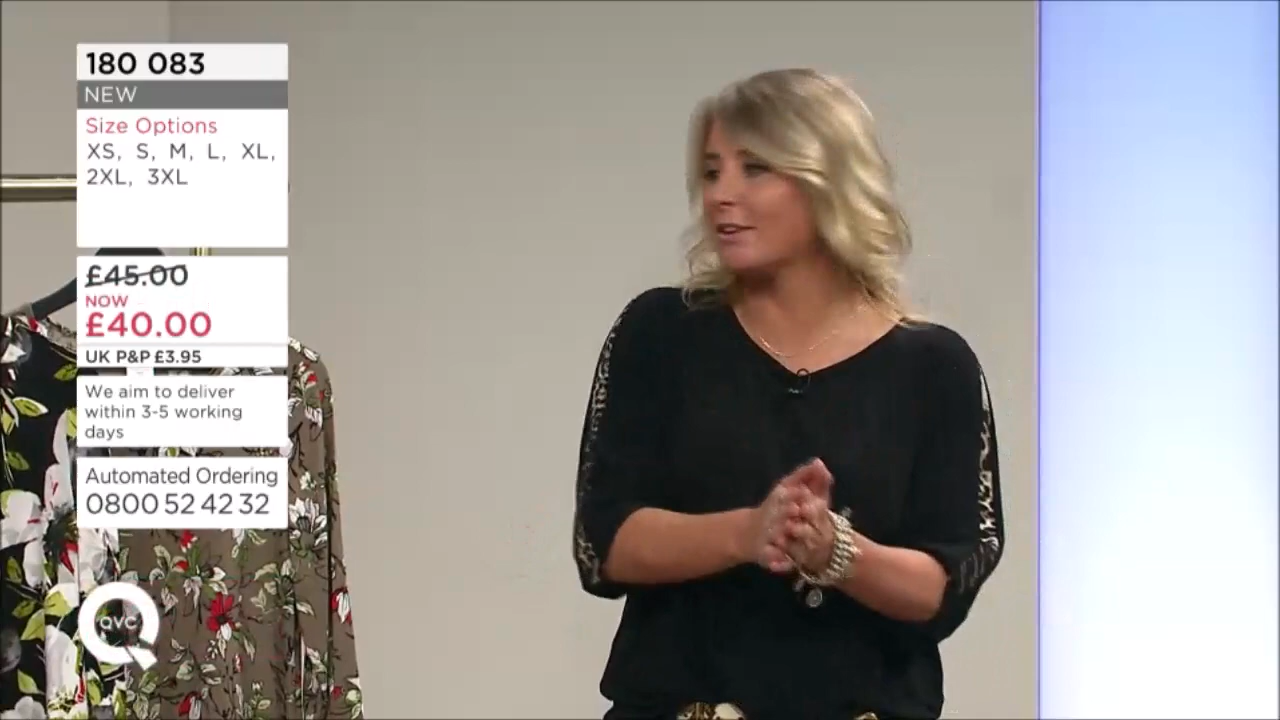 180 083
NEW
Size Options
XS, S, M, L, XL,
2XL, 3XL
£45.00
NOW
£40.00
UK P&P £3.95
We aim to deliver
within 3-5 working
days
Automated Ordering
0800 52 42 32
QVC